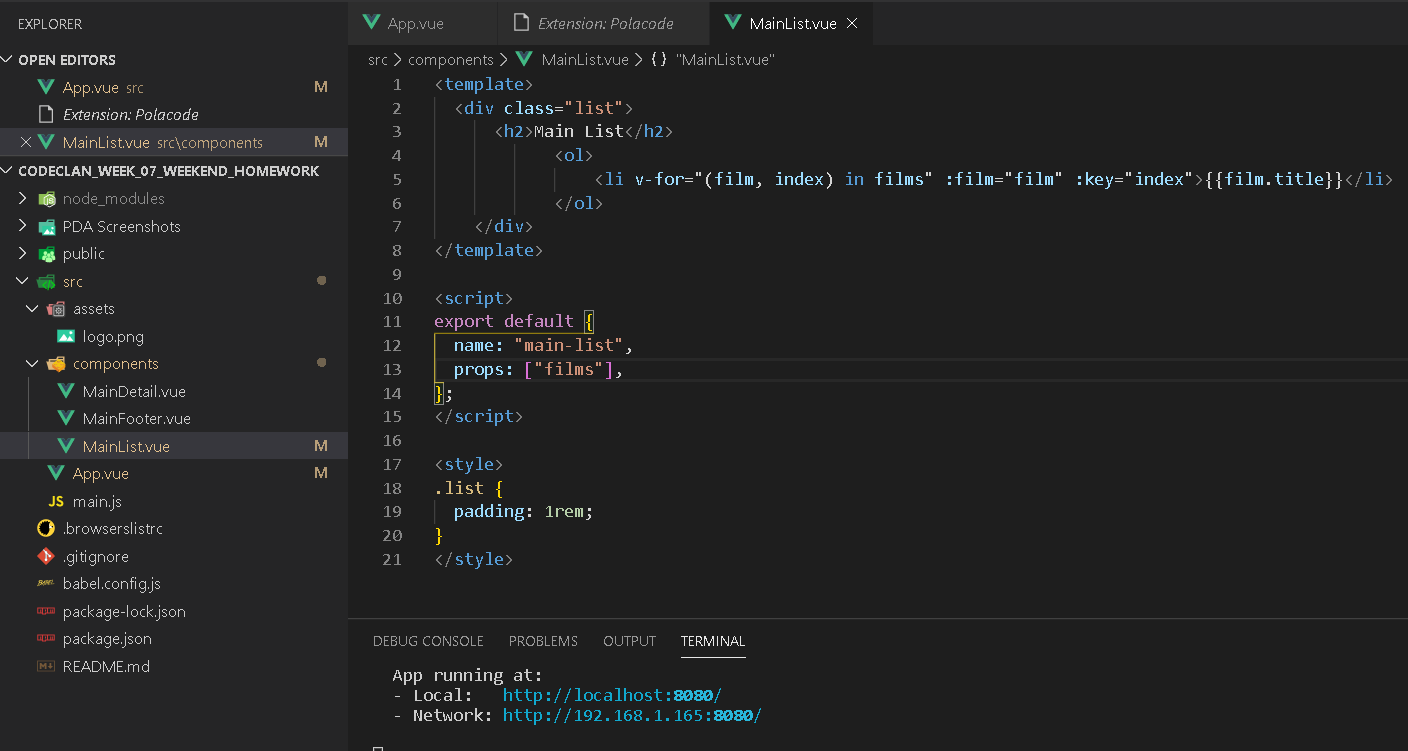 EXPLORER
OPEN EDITORS
App.vue src M
Extension: Polacode
MainList.vue src\components M
CODECLAN_WEEK_07_WEEKEND_HOMEWORK
node_modules
PDA Screenshots
public
src
assets
logo.png
components
MainDetail.vue
MainFooter.vue
MainList.vue M
App.vue M
JS main.js
.browserslistrc
.gitignore
babel.config.js
package-lock.json
package.json
README.md
App.vue Extension: Polacode MainList.vue
src > components > MainList.vue > {} "MainList.vue"
1 <template>
2 <div class="list">
3 <h2>Main List</h2>
4 <ol>
5 <li v-for="(film, index) in films" :film="film" :key="index">{{film.title}}</li>
6 </ol>
7 </div>
8 </template>
9
10 <script>
11 export default {
12 name: "main-list",
13 props: ["films"],
14 };
15 </script>
16
17 <style>
18 .list {
19 padding: 1rem;
20 }
21 </style>
DEBUG CONSOLE PROBLEMS OUTPUT TERMINAL
App running at:
- Local: http://localhost:8080/
- Network: http://192.168.1.165:8080/